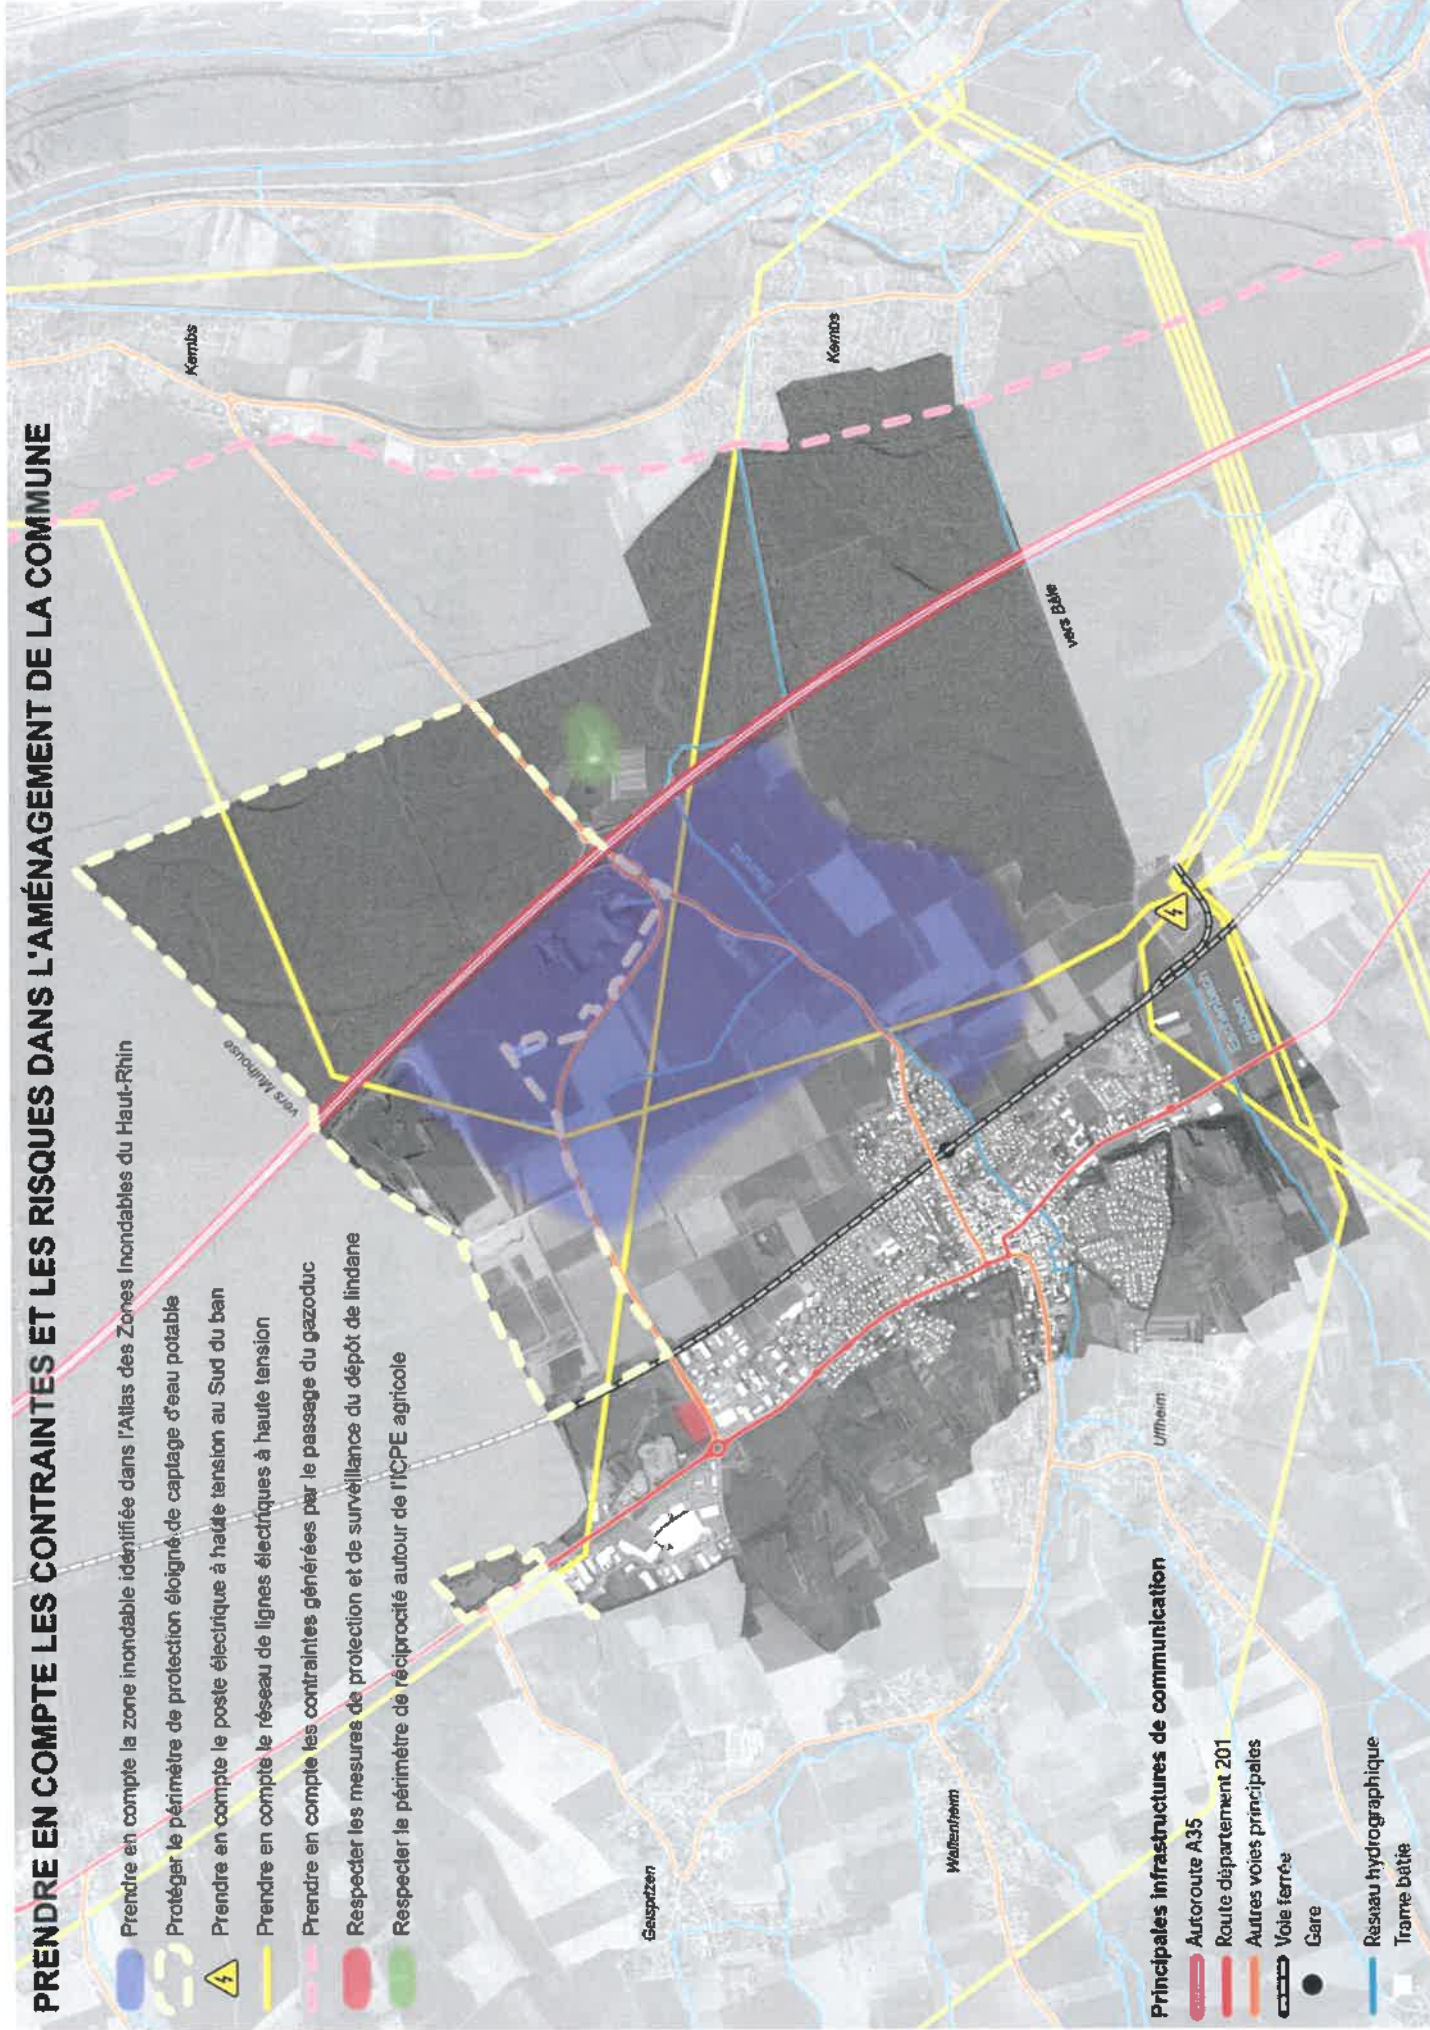 PRENDRE EN COMPTE LES CONTRAINTES ET LES RISQUES DANS L'AMÉNAGEMENT DE LA COMMUNE
Prendre en compte la zone inondable identifiée dans l'Atlas des Zones Inondables du Haut-Rhin
Protéger le périmètre de protection éloigné de captage d'eau potable
Prendre en compte le poste électrique à haute tension au Sud du ban
Prendre en compte le réseau de lignes électriques à haute tension
Prendre en compte les contraintes générées par le passage du gazoduc
Respecter les mesures de protection et de surveillance du dépôt de lindane
Respecter le périmètre de réciprocité autour de l'ICPE agricole
Kembs
Kembs
vers Mulhouse
vers Bâle
Uffheim
Geispitzen
Waltenheim
Principales infrastructures de communication
Autoroute A35
Route département 201
Autres voies principales
Voie ferrée
Gare
Réseau hydrographique
Trame bâtie